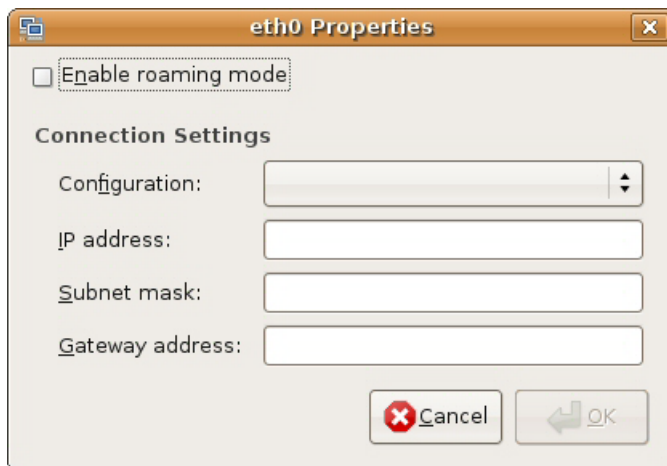 eth0 Properties
Enable roaming mode
Connection Settings
Configuration:
IP address:
Subnet mask:
Gateway address:
Cancel OK